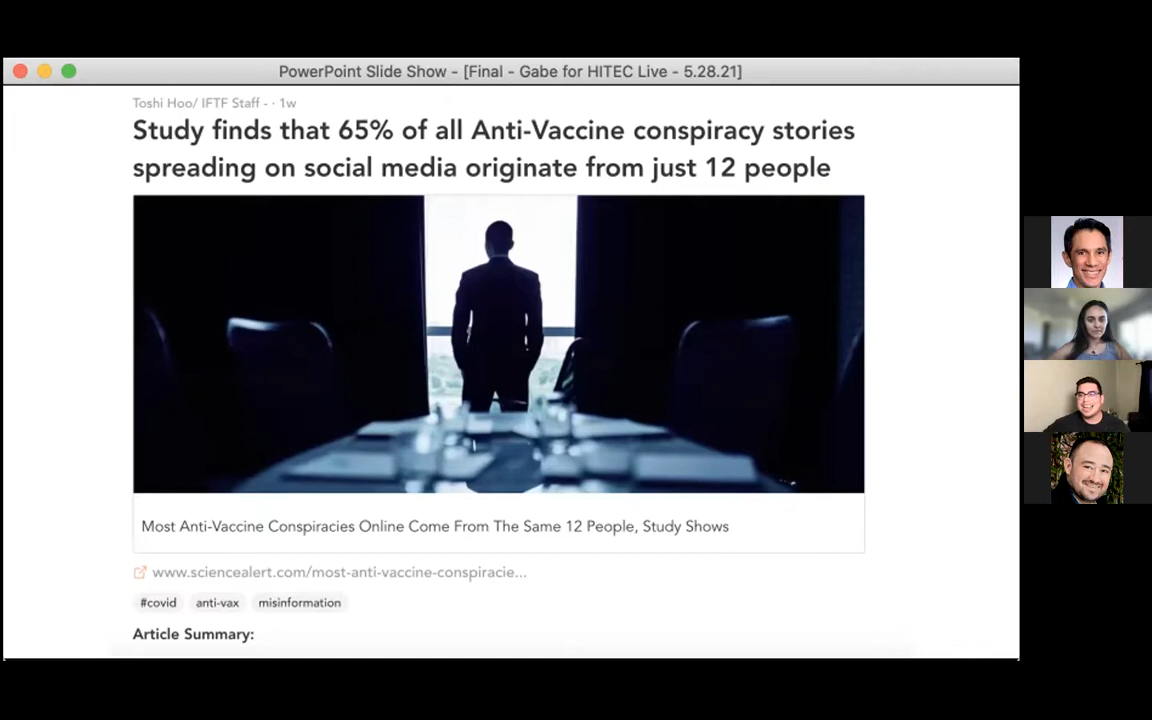 PowerPoint Slide Show - [Final - Gabe for HITEC Live - 5.28.21]
Toshi Hoo/ IFTF Staff - · 1w
Study finds that 65% of all Anti-Vaccine conspiracy stories
spreading on social media originate from just 12 people
Most Anti-Vaccine Conspiracies Online Come From The Same 12 People, Study Shows
www.sciencealert.com/most-anti-vaccine-conspiracie...
#covid anti-vax misinformation
Article Summary: